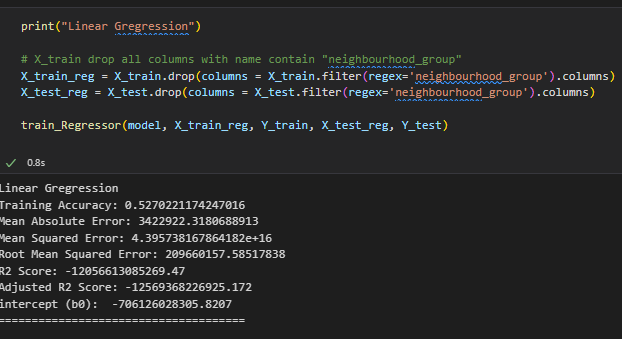 print("Linear Gregression")
# X_train drop all columns with name contain "neighbourhood_group"
X_train_reg = X_train.drop(columns = X_train.filter(regex='neighbourhood_group').columns)
X_test_reg = X_test.drop(columns = X_test.filter(regex='neighbourhood_group').columns)
train_Regressor(model, X_train_reg, Y_train, X_test_reg, Y_test)
0.8s
Linear Gregression
Training Accuracy: 0.5270221174247016
Mean Absolute Error: 3422922.3180688913
Mean Squared Error: 4.395738167864182e+16
Root Mean Squared Error: 209660157.58517838
R2 Score: -12056613085269.47
Adjusted R2 Score: -12569368226925.172
intercept (b0):  -706126028305.8207
===================================